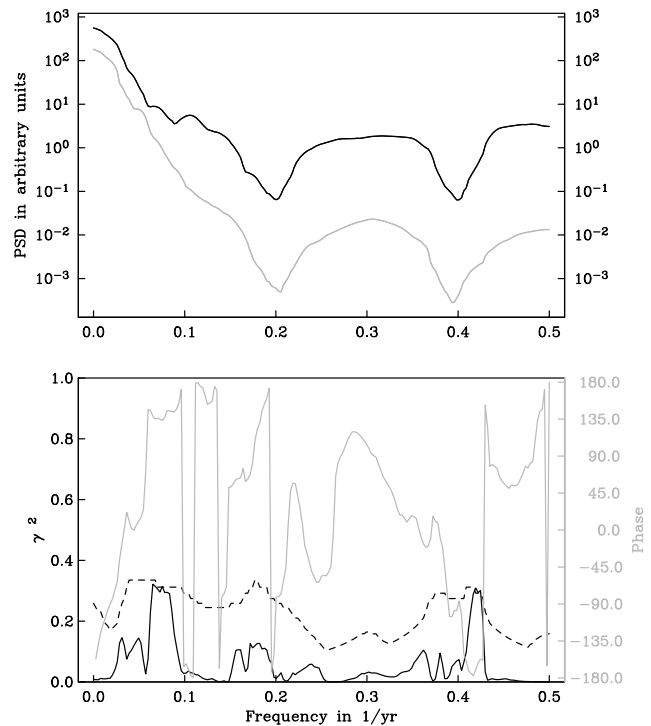 10³ 10³
10² 10²
10¹ 10¹
10⁰ 10⁰
10⁻¹ 10⁻¹
10⁻² 10⁻²
10⁻³ 10⁻³
PSD in arbitrary units
0.0 0.1 0.2 0.3 0.4 0.5
1.0 180.0
135.0
0.8 90.0
0.6 45.0
0.0
0.4 −45.0
0.2 −90.0
−135.0
0.0 −180.0
γ ²
Phase
0.0 0.1 0.2 0.3 0.4 0.5
Frequency in 1/yr